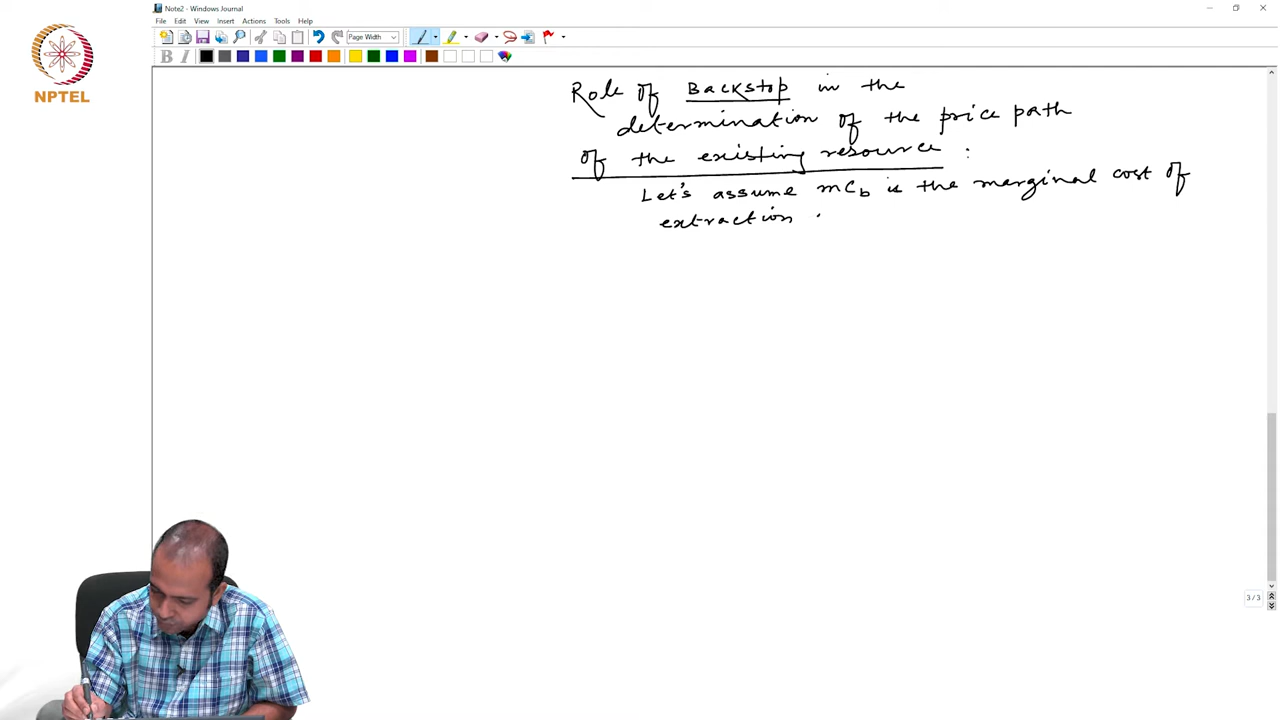 Note2 - Windows Journal
File Edit View Insert Actions Tools Help
Page Width
B I
NPTEL
Role of Backstop in the
determination of the price path
of the existing resource :
Let's assume MCb is the marginal cost of
extraction
3 / 3